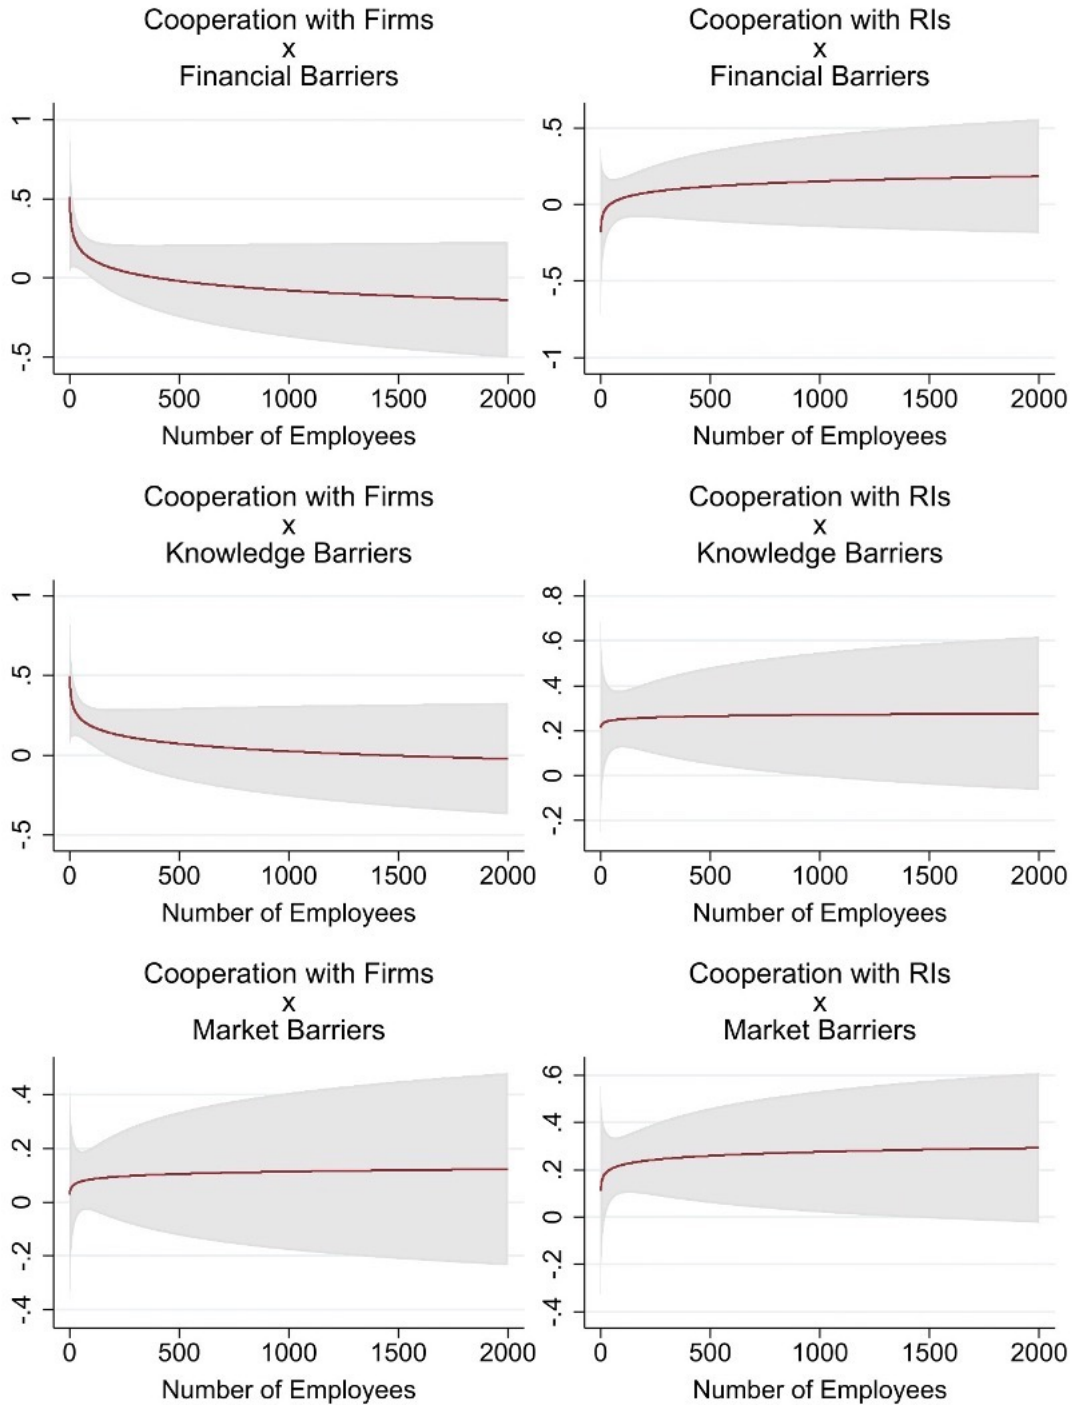 Cooperation with Firms
x
Financial Barriers
1
.5
0
-.5
0 500 1000 1500 2000
Number of Employees
Cooperation with RIs
x
Financial Barriers
.5
0
-.5
-1
0 500 1000 1500 2000
Number of Employees
Cooperation with Firms
x
Knowledge Barriers
1
.5
0
-.5
0 500 1000 1500 2000
Number of Employees
Cooperation with RIs
x
Knowledge Barriers
.8
.6
.4
.2
0
-.2
0 500 1000 1500 2000
Number of Employees
Cooperation with Firms
x
Market Barriers
.4
.2
0
-.2
-.4
0 500 1000 1500 2000
Number of Employees
Cooperation with RIs
x
Market Barriers
.6
.4
.2
0
-.2
-.4
0 500 1000 1500 2000
Number of Employees